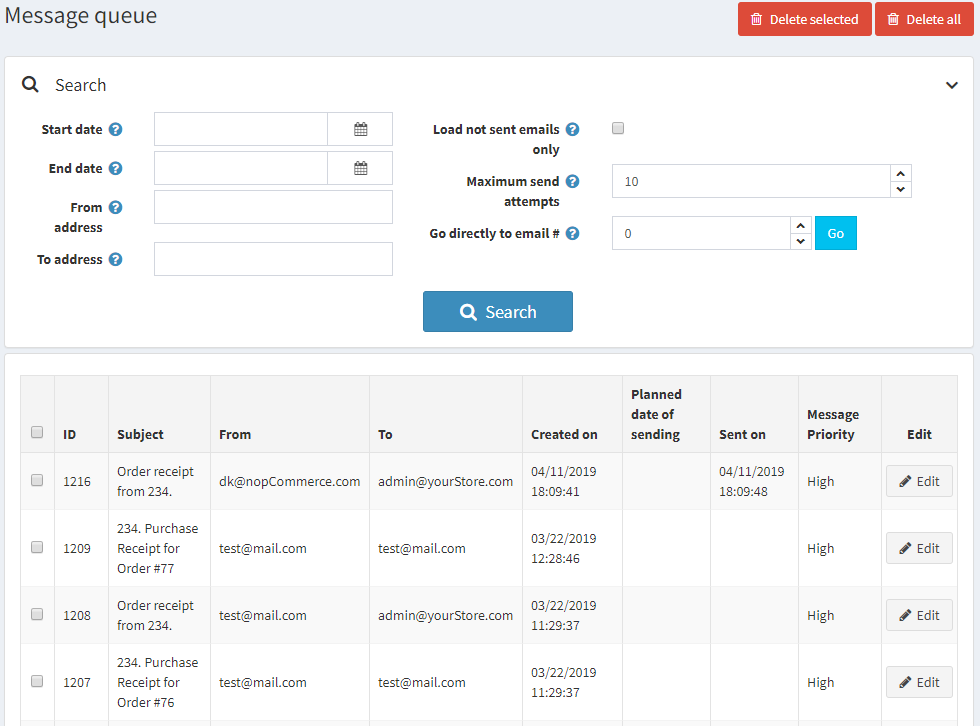 Message queue
Delete selected
Delete all
Search
Start date
End date
From
address
To address
Load not sent emails
only
Maximum send
attempts
10
Go directly to email #
0
Go
Search
ID
Subject
From
To
Created on
Planned
date of
sending
Sent on
Message
Priority
Edit
1216
Order receipt
from 234.
dk@nopCommerce.com
admin@yourStore.com
04/11/2019
18:09:41
04/11/2019
18:09:48
High
Edit
1209
234. Purchase
Receipt for
Order #77
test@mail.com
test@mail.com
03/22/2019
12:28:46
High
Edit
1208
Order receipt
from 234.
test@mail.com
admin@yourStore.com
03/22/2019
11:29:37
High
Edit
1207
234. Purchase
Receipt for
Order #76
test@mail.com
test@mail.com
03/22/2019
11:29:37
High
Edit